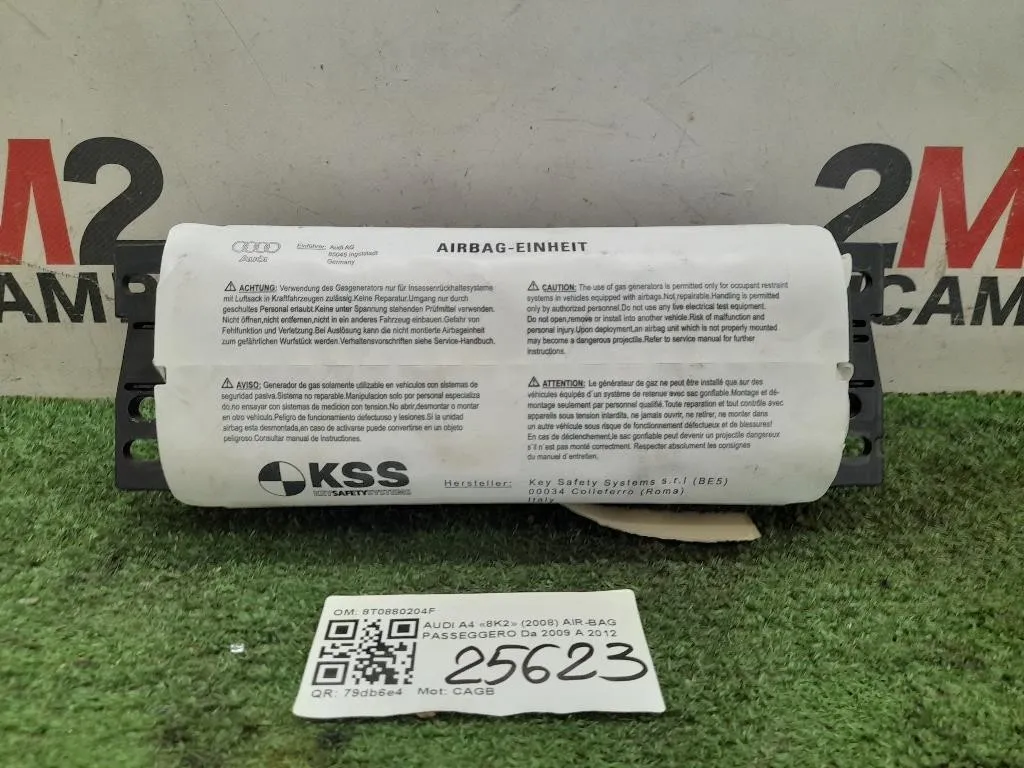 M2
2M
CAMP
CAM
Audi
Einführer: Audi AG
85045 Ingolstadt
Germany
AIRBAG-EINHEIT
ACHTUNG: Verwendung des Gasgenerators nur für Insassenrückhaltesysteme
mit Luftsack in Kraftfahrzeugen zulässig.Keine Reparatur.Umgang nur durch
geschultes Personal erlaubt.Keine unter Spannung stehenden Prüfmittel verwenden.
Nicht öffnen,nicht entfernen,nicht in ein anderes Fahrzeug einbauen.Gefahr von
Fehlfunktion und Verletzung.Bei Auslösung kann die nicht montierte Airbageinheit
zum gefährlichen Wurfstück werden.Verhaltensvorschriften siehe Service-Handbuch.
CAUTION: The use of gas generators is permitted only for occupant restraint
systems in vehicles equipped with airbags.Not repairable.Handling is permitted
only by authorized personnel.Do not use any live electrical test equipment.
Do not open,remove or install into another vehicle.Risk of malfunction and
personal injury.Upon deployment,an airbag unit which is not properly mounted
may become a dangerous projectile.Refer to service manual for further
instructions.
AVISO: Generador de gas solamente utilizable en vehículos con sistemas de
seguridad pasiva.Sistema no reparable.Manipulacion solo por personal especializa
do,no ensayar con sistemas de medicion con tension.No abrir,desmontar o montar
en otro vehiculo.Peligro de funcionamiento defectuoso y lesiones.Si la unidad
airbag esta desmontada,en caso de activarse puede convertirse en un objeto
peligroso.Consultar manual de instructiones.
ATTENTION: Le générateur de gaz ne peut être installé que aur des
véhicules équipés d´un système de retenue avec sac gonflable.Montage et dé-
montage seulement par personnel qualifié.Toute reparation et tout contrôle avec
appareils sous tension interdits, ne jamais ouvrir, ne retirer, ne monter dans
un autre véhicule sous risque de fonctionnement défectueux et de blessures!
En cas de déclenchement,le sac gonflable peut devenir un projectile dangereux
s´il n´est pas monté correctement. Respecter absolument les consignes
du manuel d´entretien.
KSS
KEYSAFETYSYSTEMS
Hersteller: Key Safety Systems s.r.l (BE5)
00034 Colleferro (Roma)
Italy
OM: 8T0880204F
AUDI A4 «8K2» (2008) AIR-BAG
PASSEGGERO Da 2009 A 2012
25623
QR: 79db6e4 Mot: CAGB